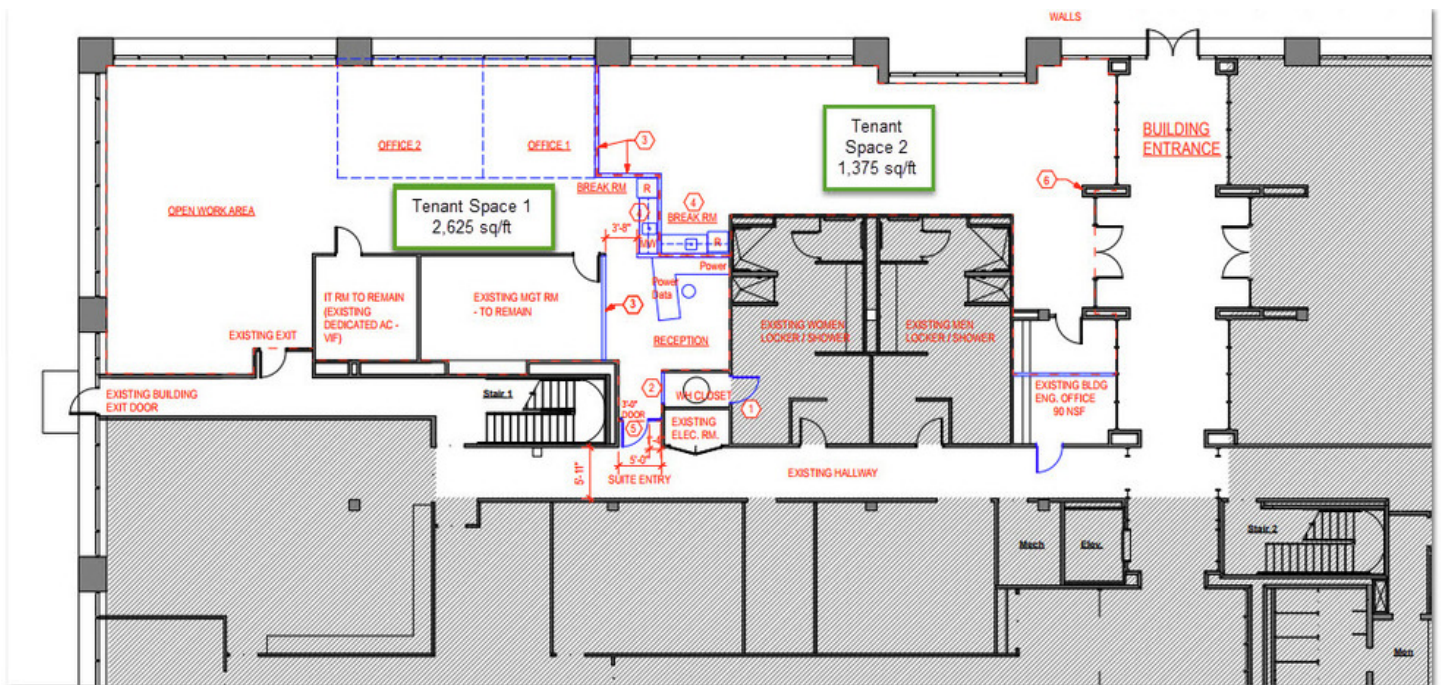 WALLS
OFFICE 2
OFFICE 1
3
BREAK RM
R
4
BREAK RM
R
Tenant
Space 2
1,375 sq/ft
BUILDING
ENTRANCE
6
OPEN WORK AREA
Tenant Space 1
2,625 sq/ft
3'-8"
MW
Power
Power
Data
IT RM TO REMAIN
(EXISTING
DEDICATED AC -
VIF)
EXISTING MGT RM
- TO REMAIN
3
RECEPTION
EXISTING WOMEN
LOCKER / SHOWER
EXISTING MEN
LOCKER / SHOWER
EXISTING EXIT
EXISTING BUILDING
EXIT DOOR
Stair 1
2
WH CLOSET
1
3'-0"
DOOR
5
EXISTING
ELEC. RM.
EXISTING BLDG
ENG. OFFICE
90 NSF
5'-0"
5'-11"
SUITE ENTRY
EXISTING HALLWAY
Mech
Elev.
Stair 2
Men